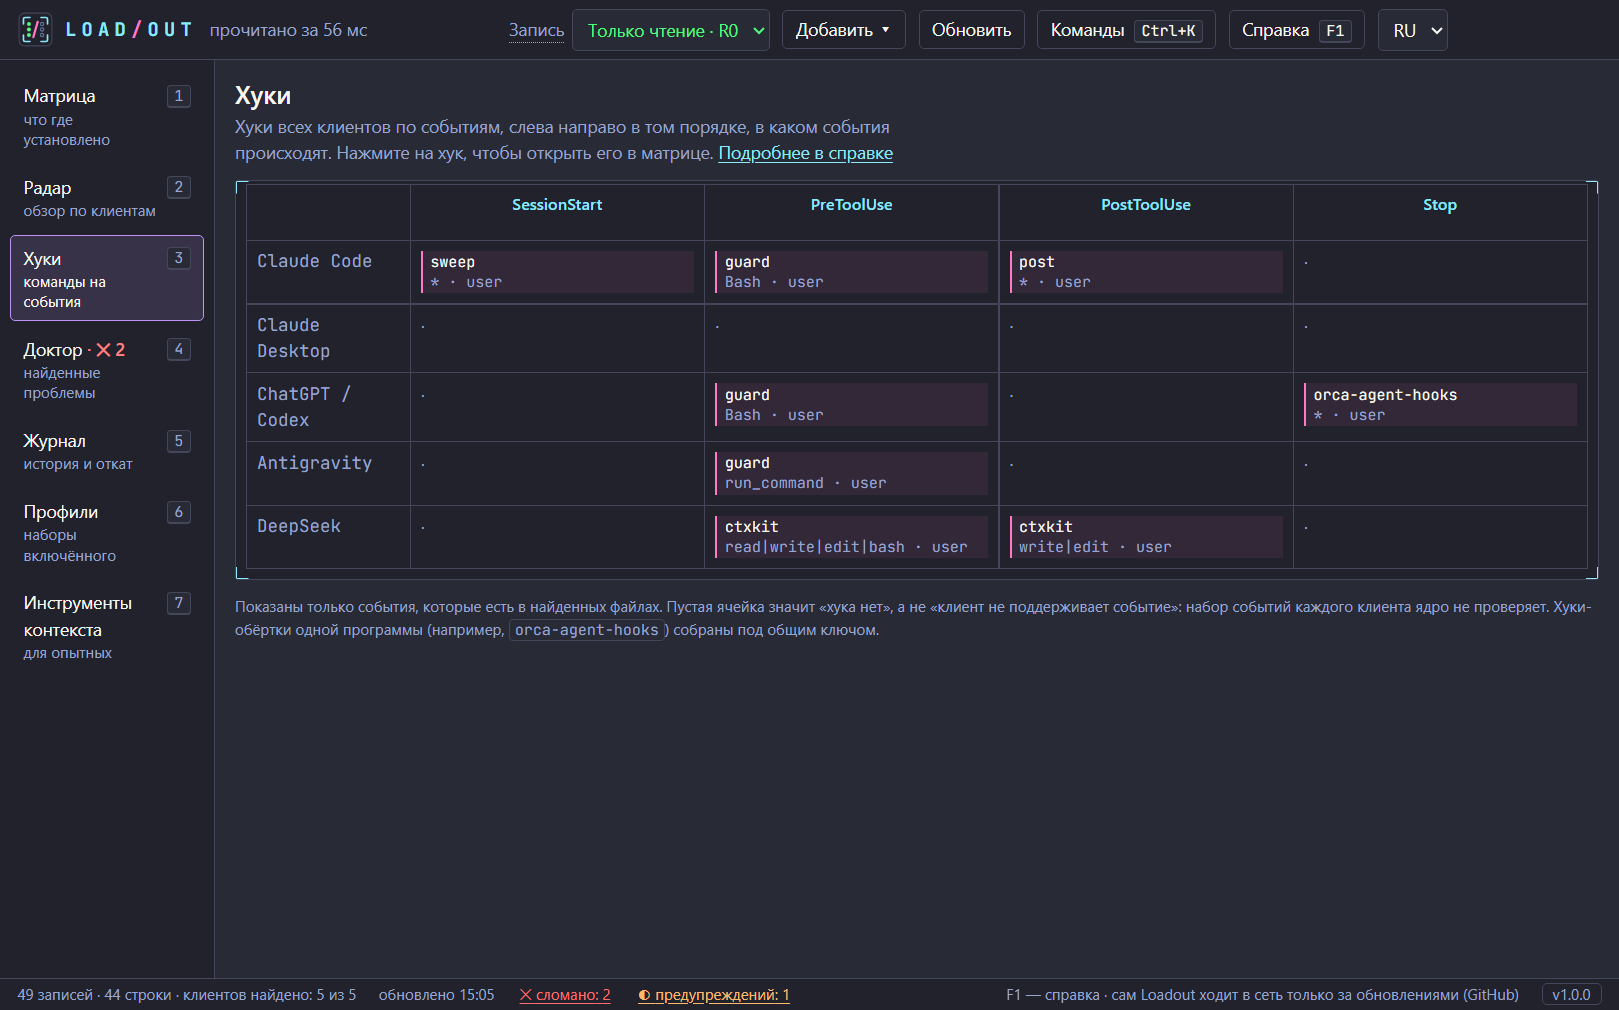 LOAD/OUT прочитано за 56 мс Запись Только чтение · R0 Добавить ▼ Обновить Команды Ctrl+K Справка F1 RU
Матрица 1
что где
установлено
Радар 2
обзор по клиентам
Хуки 3
команды на
события
Доктор · ✕ 2 4
найденные
проблемы
Журнал 5
история и откат
Профили 6
наборы
включённого
Инструменты 7
контекста
для опытных
Хуки
Хуки всех клиентов по событиям, слева направо в том порядке, в каком события
происходят. Нажмите на хук, чтобы открыть его в матрице. Подробнее в справке
SessionStart PreToolUse PostToolUse Stop
Claude Code
sweep
* · user
guard
Bash · user
post
* · user
·
Claude
Desktop
· · · ·
ChatGPT /
Codex
·
guard
Bash · user
·
orca-agent-hooks
* · user
Antigravity
·
guard
run_command · user
· ·
DeepSeek
·
ctxkit
read|write|edit|bash · user
ctxkit
write|edit · user
·
Показаны только события, которые есть в найденных файлах. Пустая ячейка значит «хука нет», а не «клиент не поддерживает событие»: набор событий каждого клиента ядро не проверяет. Хуки-
обёртки одной программы (например, orca-agent-hooks) собраны под общим ключом.
49 записей · 44 строки · клиентов найдено: 5 из 5 обновлено 15:05 ✕ сломано: 2 ◐ предупреждений: 1 F1 — справка · сам Loadout ходит в сеть только за обновлениями (GitHub) v1.0.0